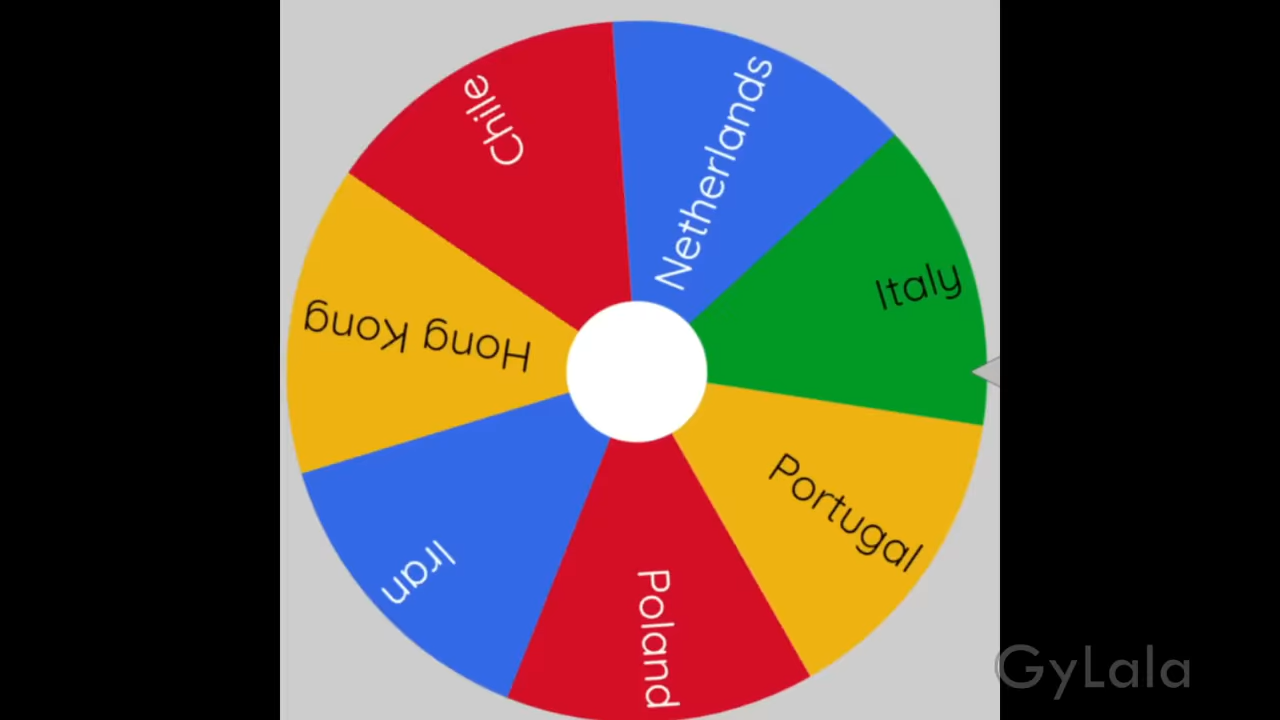 Netherlands
Italy
Portugal
Poland
Iran
Hong Kong
Chile
GyLala